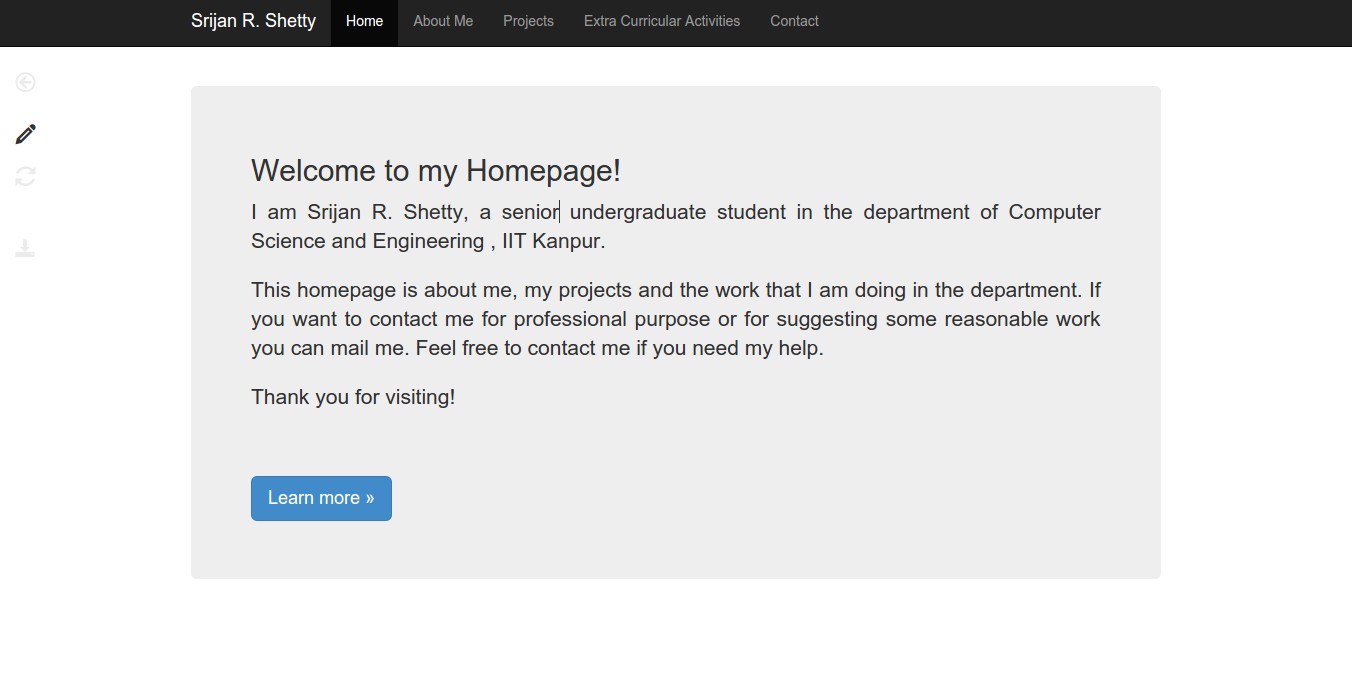 Srijan R. Shetty Home About Me Projects Extra Curricular Activities Contact
Welcome to my Homepage!
I am Srijan R. Shetty, a senior undergraduate student in the department of Computer
Science and Engineering , IIT Kanpur.
This homepage is about me, my projects and the work that I am doing in the department. If
you want to contact me for professional purpose or for suggesting some reasonable work
you can mail me. Feel free to contact me if you need my help.
Thank you for visiting!
Learn more »